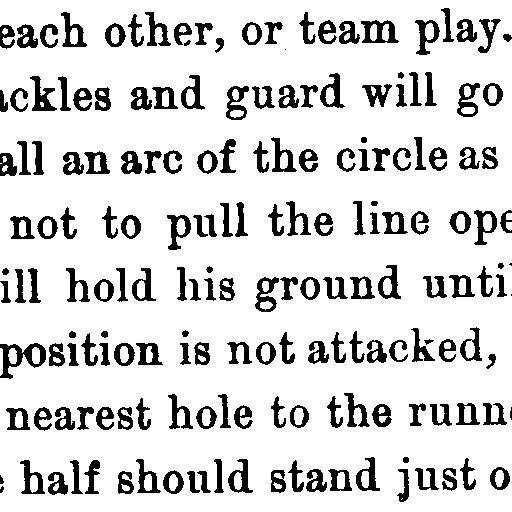 each other, or team play.
ackles and guard will go
all an arc of the circle as
not to pull the line ope
ill hold his ground until
position is not attacked,
nearest hole to the runn
e half should stand just o